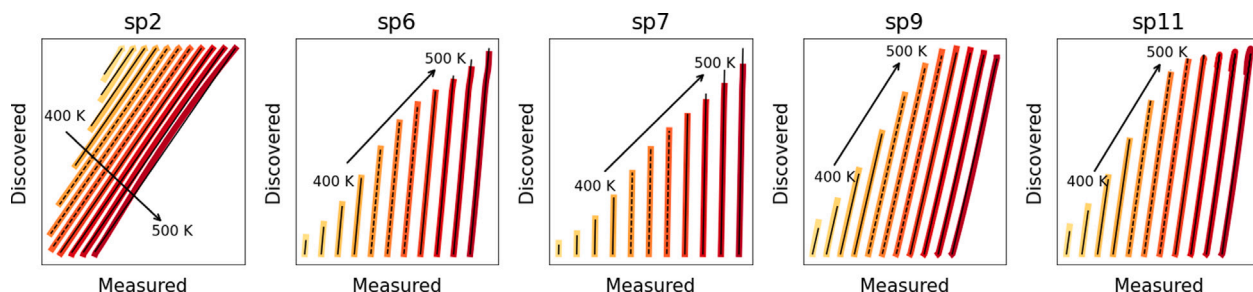 sp2
sp6
sp7
sp9
sp11
Discovered
400 K
500 K
Measured
Discovered
400 K
500 K
Measured
Discovered
400 K
500 K
Measured
Discovered
400 K
500 K
Measured
Discovered
400 K
500 K
Measured